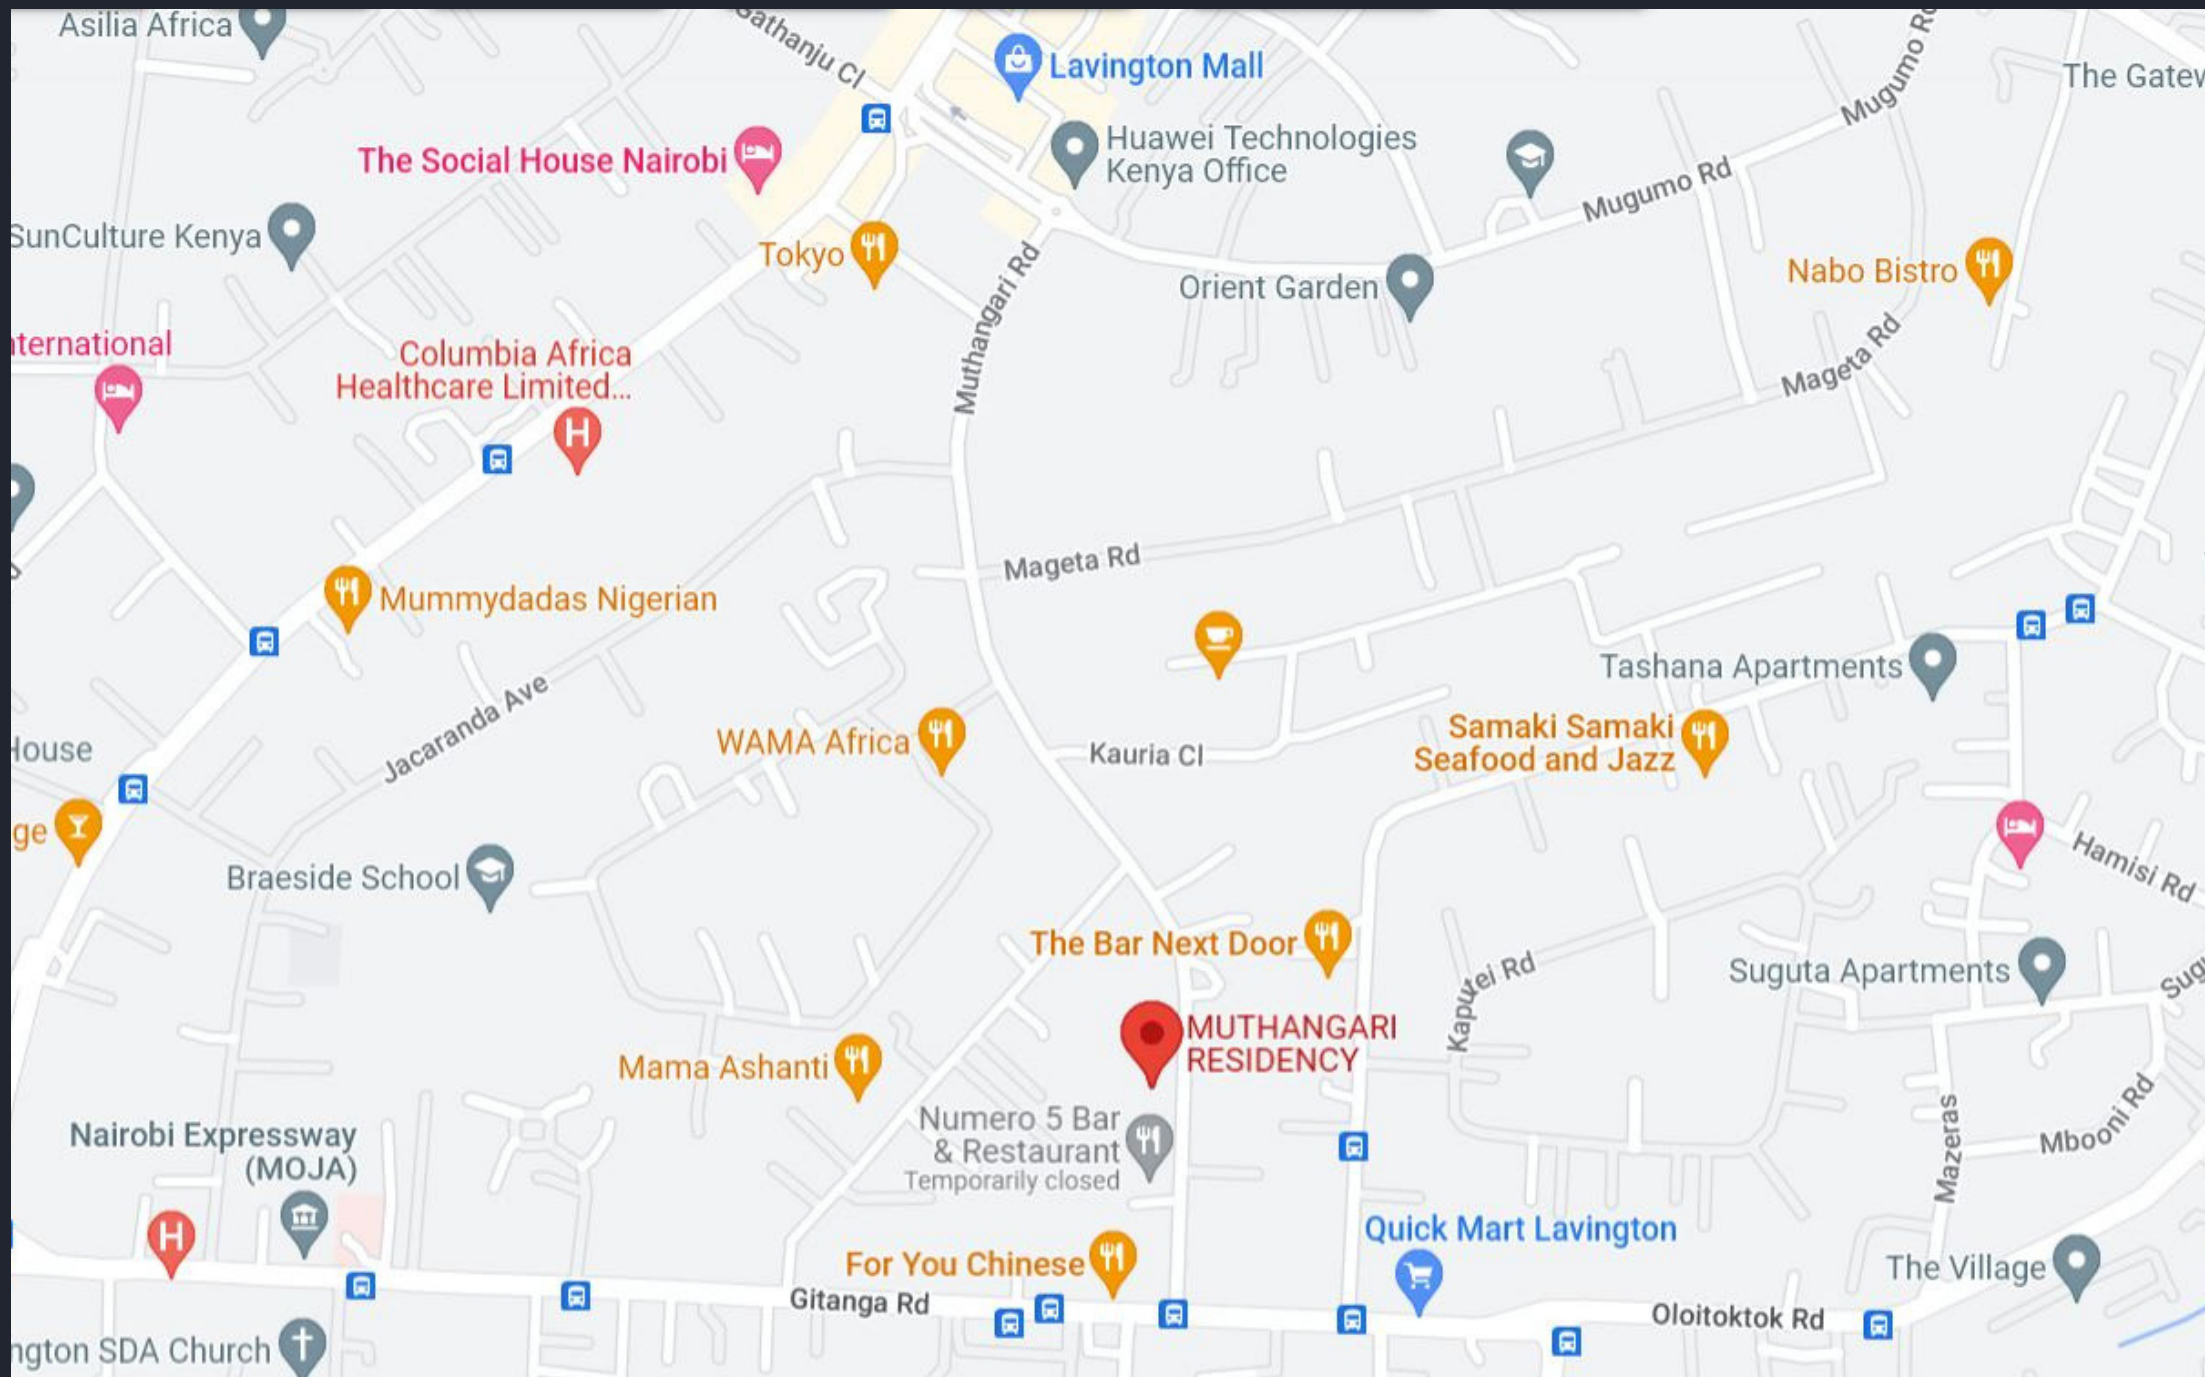 Asilia Africa
Gathanju Cl
Lavington Mall
Mugumo Rd
The Gatew
The Social House Nairobi
Huawei Technologies
Kenya Office
Mugumo Rd
SunCulture Kenya
Tokyo
Muthangari Rd
Orient Garden
Nabo Bistro
Mageta Rd
nternational
Columbia Africa
Healthcare Limited...
H
Mageta Rd
Mummydadas Nigerian
Jacaranda Ave
Tashana Apartments
WAMA Africa
Kauria Cl
Samaki Samaki
Seafood and Jazz
House
ge
Hamisi Rd
Braeside School
The Bar Next Door
Kaputei Rd
Suguta Apartments
Sugu
MUTHANGARI
RESIDENCY
Mama Ashanti
Numero 5 Bar
& Restaurant
Temporarily closed
Mazeras
Mbooni Rd
Nairobi Expressway
(MOJA)
H
Quick Mart Lavington
For You Chinese
The Village
Gitanga Rd
Oloitoktok Rd
ngton SDA Church